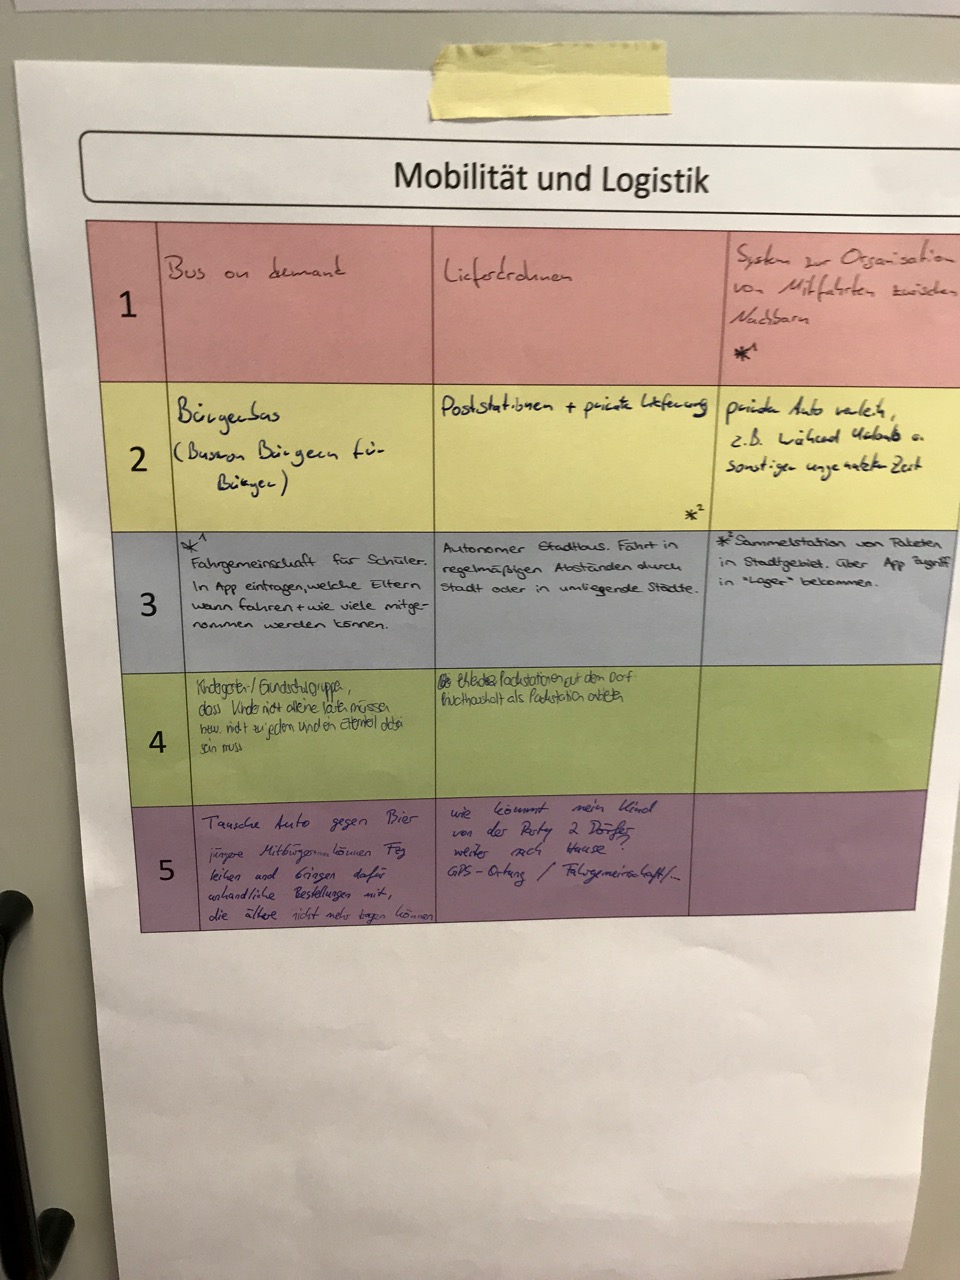 Mobilität und Logistik
1
Bus on demant
Lieferdrohnen
System zur Organisation
von Mitfahrten zwischen
Nachbarn
*1
2
Bürgerbus
(Bus von Bürgern für
Bürger)
Poststationen + private Lieferung
*2
privater Auto verleih,
z.B. während Urlaub o.
sonstiger ungenutzter Zeit
3
*1
Fahrgemeinschaft für Schüler.
In App eintragen, welche Eltern
wann fahren + wie viele mitge-
nommen werden können.
Autonomer Stadtbus. Fährt in
regelmäßigen Abständen durch
Stadt oder in umliegende Städte.
*2 Sammelstation von Paketen
in Stadtgebiet. Über App Zugriff
in "Lager" bekommen.
4
Kindergarten-/Grundschulgruppe,
dass Kinder nicht alleine laufen müssen
bzw. nicht zu jedem Kind ein Elternteil dabei
sein muss
Packstationen auf dem Dorf
Privathaushalt als Packstation anbieten
5
Tausche Auto gegen Bier
jüngere Mitbürger können Fzg
leihen und bringen dafür
unhandliche Bestellungen mit,
die ältere nicht mehr tragen können
wie kommt mein Kind
von der Party 2 Dörfer
weiter nach Hause?
GPS-Ortung / Fahrgemeinschaft/...